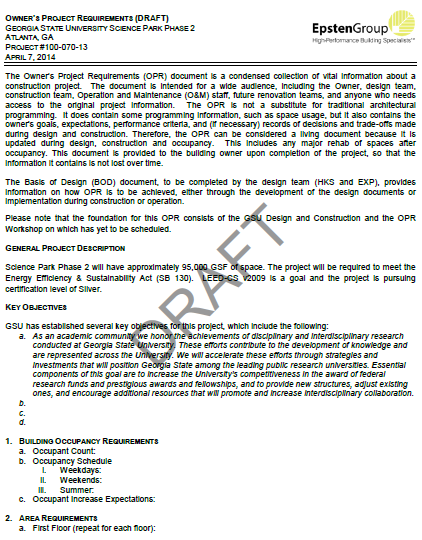 OWNER'S PROJECT REQUIREMENTS (DRAFT)
GEORGIA STATE UNIVERSITY SCIENCE PARK PHASE 2
ATLANTA, GA
PROJECT #100-070-13
APRIL 7, 2014
EpstenGroup
High-Performance Building Specialists™
The Owner's Project Requirements (OPR) document is a condensed collection of vital information about a
construction project. The document is intended for a wide audience, including the Owner, design team,
construction team, Operation and Maintenance (O&M) staff, future renovation teams, and anyone who needs
access to the original project information. The OPR is not a substitute for traditional architectural
programming. It does contain some programming information, such as space usage, but it also contains the
owner's goals, expectations, performance criteria, and (if necessary) records of decisions and trade-offs made
during design and construction. Therefore, the OPR can be considered a living document because it is
updated during design, construction and occupancy. This includes any major rehab of spaces after
occupancy. This document is provided to the building owner upon completion of the project, so that the
information it contains is not lost over time.
The Basis of Design (BOD) document, to be completed by the design team (HKS and EXP), provides
information on how OPR is to be achieved, either through the development of the design documents or
implementation during construction or operation.
Please note that the foundation for this OPR consists of the GSU Design and Construction and the OPR
Workshop on which has yet to be scheduled.
GENERAL PROJECT DESCRIPTION
Science Park Phase 2 will have approximately 95,000 GSF of space. The project will be required to meet the
Energy Efficiency & Sustainability Act (SB 130). LEED-CS v2009 is a goal and the project is pursuing
certification level of Silver.
KEY OBJECTIVES
GSU has established several key objectives for this project, which include the following:
a. As an academic community we honor the achievements of disciplinary and interdisciplinary research
conducted at Georgia State University. These efforts contribute to the development of knowledge and
are represented across the University. We will accelerate these efforts through strategies and
investments that will position Georgia State among the leading public research universities. Essential
components of this goal are to increase the University's competitiveness in the award of federal
research funds and prestigious awards and fellowships, and to provide new structures, adjust existing
ones, and encourage additional resources that will promote and increase interdisciplinary collaboration.
b.
c.
d.
1. BUILDING OCCUPANCY REQUIREMENTS
a. Occupant Count:
b. Occupancy Schedule
I. Weekdays:
II. Weekends:
III. Summer:
c. Occupant Increase Expectations:
2. AREA REQUIREMENTS
a. First Floor (repeat for each floor):
DRAFT